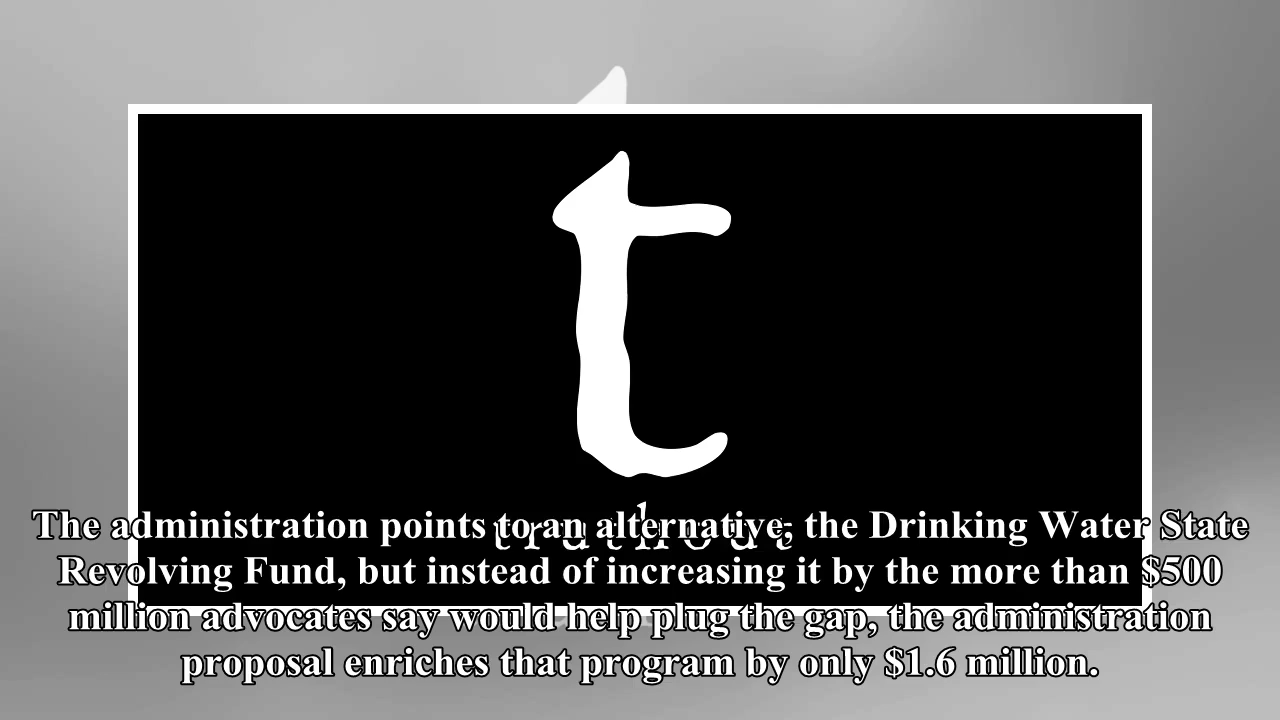 t
truthout
The administration points to an alternative, the Drinking Water State
Revolving Fund, but instead of increasing it by the more than $500
million advocates say would help plug the gap, the administration
proposal enriches that program by only $1.6 million.